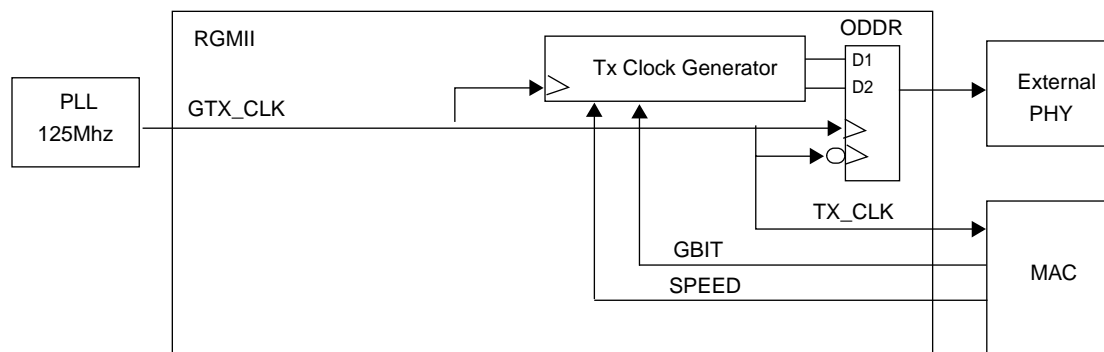 RGMII
ODDR
Tx Clock Generator
D1
D2
External
PHY
PLL
125Mhz
GTX_CLK
TX_CLK
GBIT
SPEED
MAC